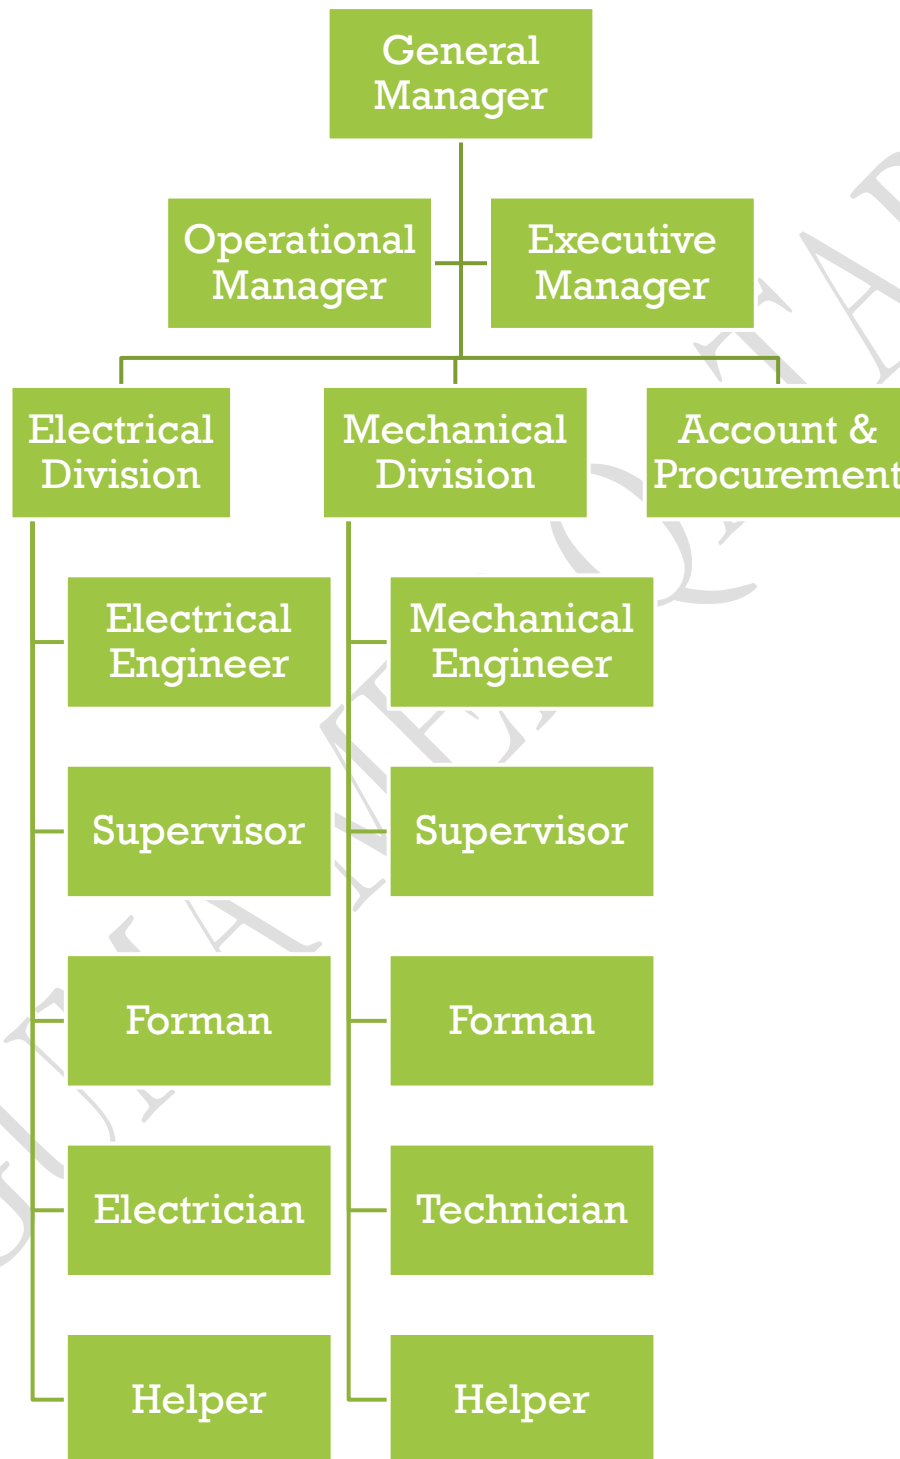 General
Manager
Operational
Manager
Executive
Manager
Electrical
Division
Mechanical
Division
Account &
Procurement
Electrical
Engineer
Mechanical
Engineer
Supervisor
Supervisor
Forman
Forman
Electrician
Technician
Helper
Helper